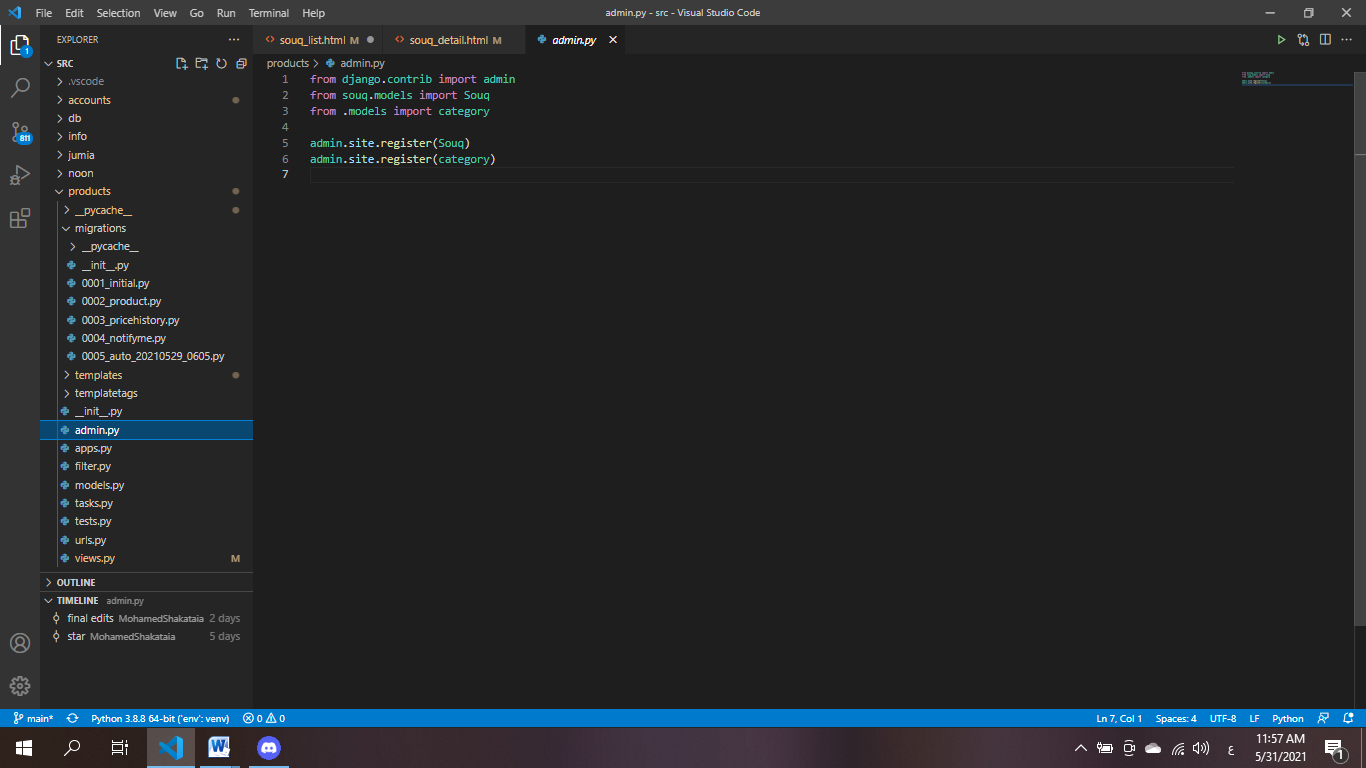 File Edit Selection View Go Run Terminal Help
admin.py - src - Visual Studio Code
EXPLORER
souq_list.html M
souq_detail.html M
admin.py
SRC
products > admin.py
.vscode
accounts
db
info
jumia
noon
products
__pycache__
migrations
__pycache__
__init__.py
0001_initial.py
0002_product.py
0003_pricehistory.py
0004_notifyme.py
0005_auto_20210529_0605.py
templates
templatetags
__init__.py
admin.py
apps.py
filter.py
models.py
tasks.py
tests.py
urls.py
views.py M
OUTLINE
TIMELINE admin.py
final edits MohamedShakataia 2 days
star MohamedShakataia 5 days
1
811
1 from django.contrib import admin
2 from souq.models import Souq
3 from .models import category
4
5 admin.site.register(Souq)
6 admin.site.register(category)
7
main* Python 3.8.8 64-bit ('env': venv) 0 0
Ln 7, Col 1 Spaces: 4 UTF-8 LF Python
W
ع
11:57 AM
5/31/2021
1